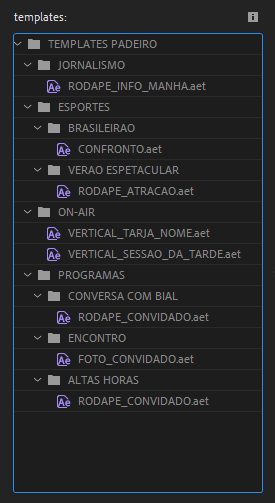 templates:
TEMPLATES PADEIRO
JORNALISMO
Ae RODAPE_INFO_MANHA.aet
ESPORTES
BRASILEIRAO
Ae CONFRONTO.aet
VERAO ESPETACULAR
Ae RODAPE_ATRACAO.aet
ON-AIR
Ae VERTICAL_TARJA_NOME.aet
Ae VERTICAL_SESSAO_DA_TARDE.aet
PROGRAMAS
CONVERSA COM BIAL
Ae RODAPE_CONVIDADO.aet
ENCONTRO
Ae FOTO_CONVIDADO.aet
ALTAS HORAS
Ae RODAPE_CONVIDADO.aet